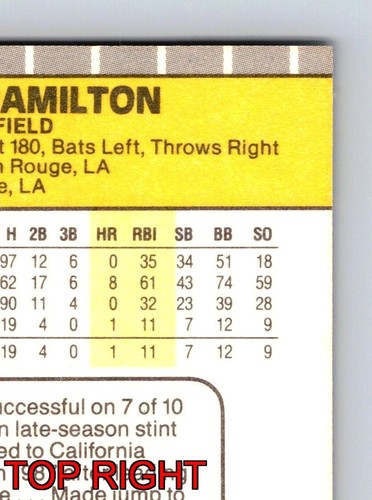 AMILTON
FIELD
t 180, Bats Left, Throws Right
n Rouge, LA
e, LA
H 2B 3B HR RBI SB BB SO
97 12 6 0 35 34 51 18
62 17 6 8 61 43 74 59
90 11 4 0 32 23 39 28
19 4 0 1 11 7 12 9
19 4 0 1 11 7 12 9
uccessful on 7 of 10
n late-season stint
ed to California
TOP RIGHT
. . . Made jump to